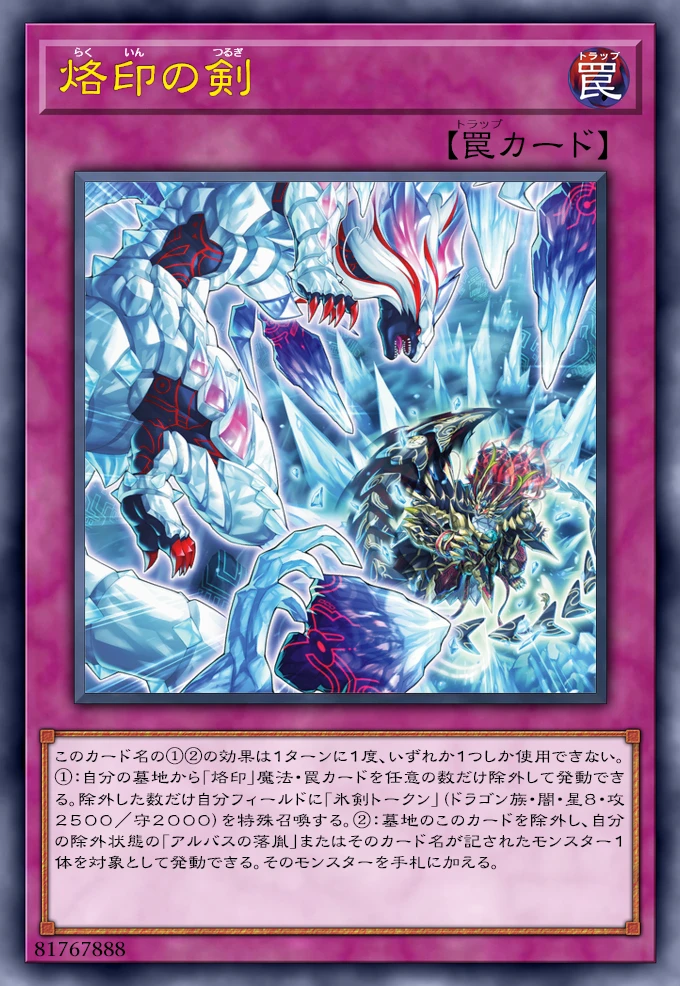 らくいん つるぎ
烙印の剣
トラップ
罠
トラップ
【罠カード】
このカード名の①②の効果は1ターンに1度、いずれか1つしか使用できない。
①：自分の墓地から「烙印」魔法・罠カードを任意の数だけ除外して発動でき
る。除外した数だけ自分フィールドに「氷剣トークン」(ドラゴン族・闇・星8・攻
2500／守2000)を特殊召喚する。②：墓地のこのカードを除外し、自分
の除外状態の「アルバスの落胤」またはそのカード名が記されたモンスター1
体を対象として発動できる。そのモンスターを手札に加える。
81767888